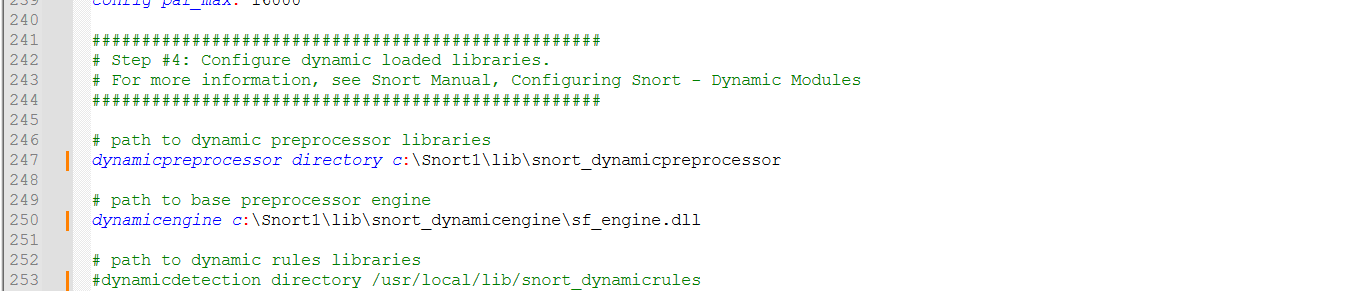 239 config paf_max: 16000
240
241 ###################################################
242 # Step #4: Configure dynamic loaded libraries.
243 # For more information, see Snort Manual, Configuring Snort - Dynamic Modules
244 ###################################################
245
246 # path to dynamic preprocessor libraries
247 dynamicpreprocessor directory c:\Snort1\lib\snort_dynamicpreprocessor
248
249 # path to base preprocessor engine
250 dynamicengine c:\Snort1\lib\snort_dynamicengine\sf_engine.dll
251
252 # path to dynamic rules libraries
253 #dynamicdetection directory /usr/local/lib/snort_dynamicrules